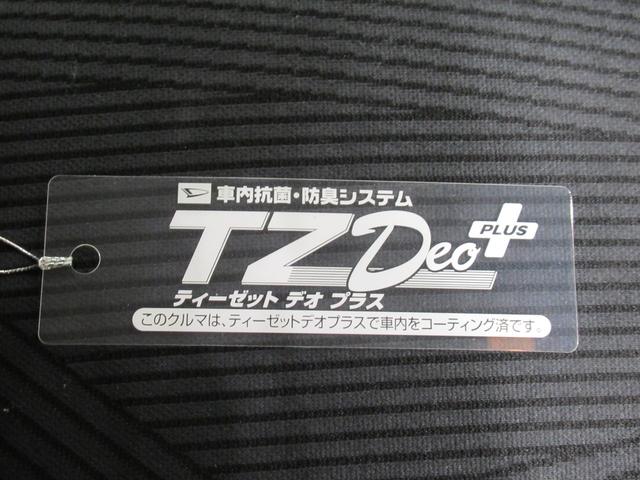 車内抗菌・防臭システム
TZDeo PLUS
ティーゼット デオ プラス
このクルマは、ティーゼットデオプラスで車内をコーティング済です。